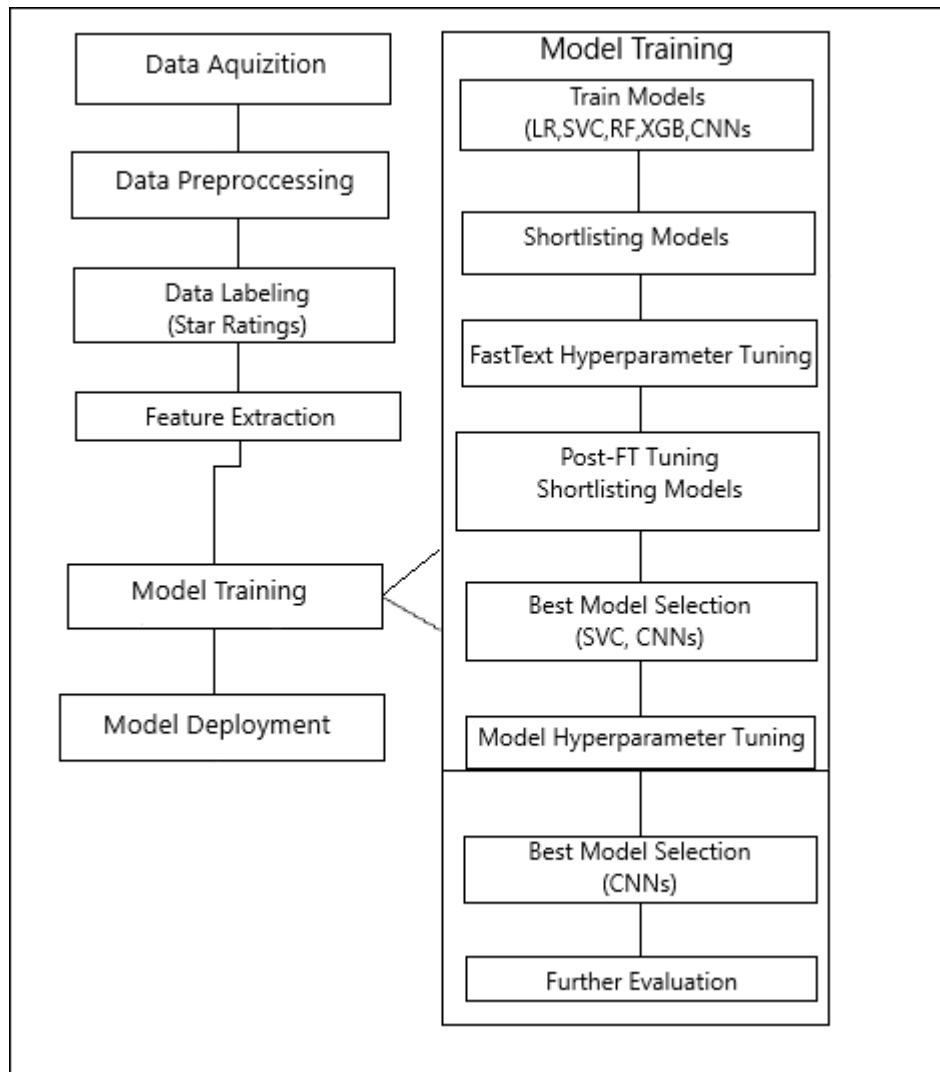 Data Aquizition
Data Preproccessing
Data Labeling
(Star Ratings)
Feature Extraction
Model Training
Model Deployment
Model Training
Train Models
(LR,SVC,RF,XGB,CNNs
Shortlisting Models
FastText Hyperparameter Tuning
Post-FT Tuning
Shortlisting Models
Best Model Selection
(SVC, CNNs)
Model Hyperparameter Tuning
Best Model Selection
(CNNs)
Further Evaluation